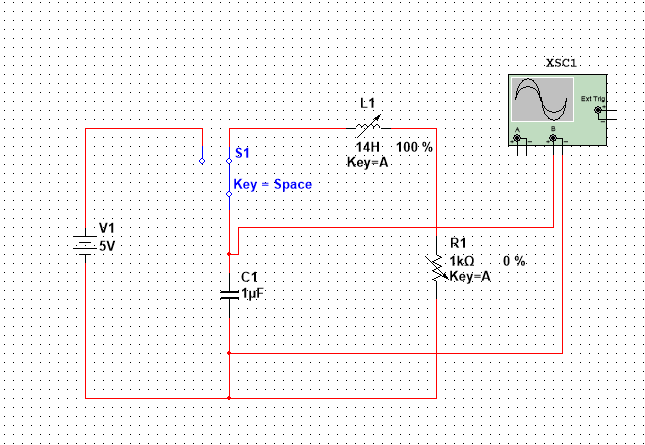 XSC1
Ext Trig
A
B
L1
14H 100 %
Key=A
S1
Key = Space
V1
5V
R1
1kΩ 0 %
Key=A
C1
1µF